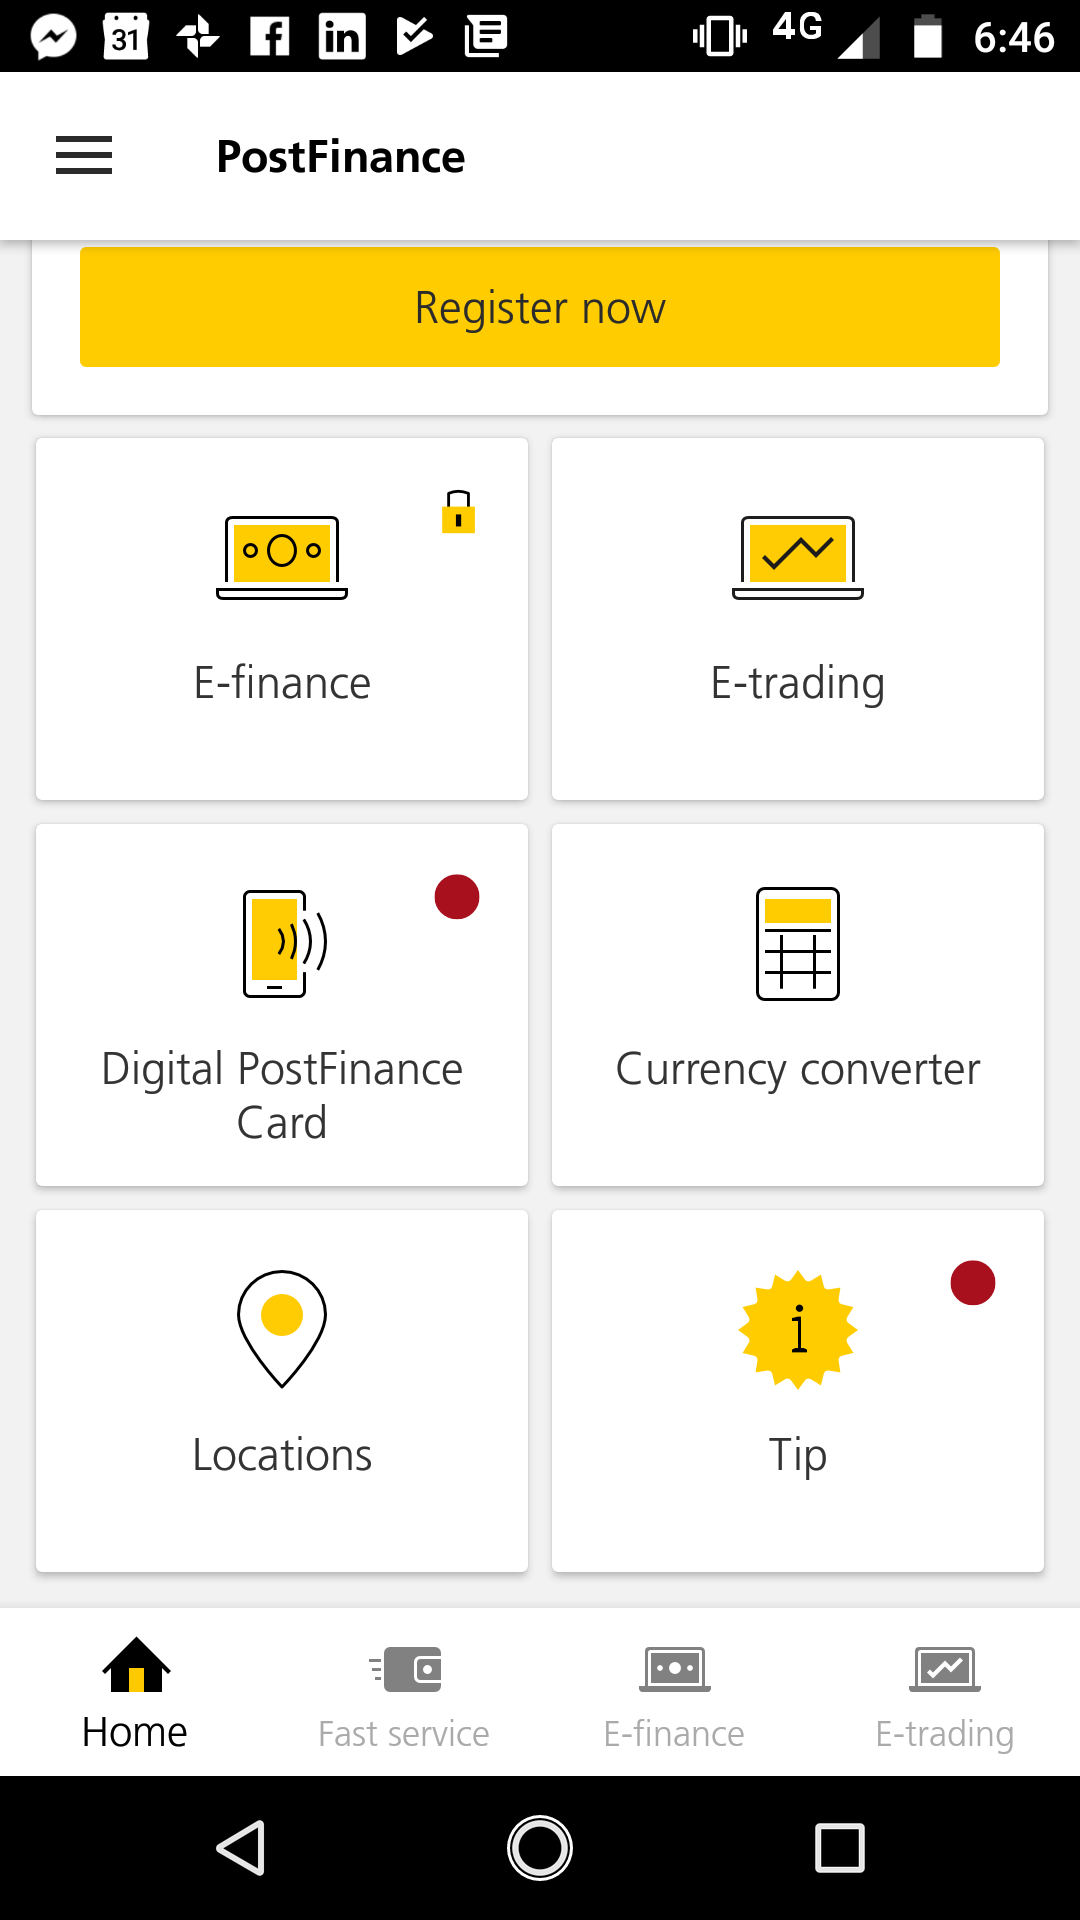 31
4G
6:46
PostFinance
Register now
E-finance
E-trading
Digital PostFinance
Card
Currency converter
Locations
i
Tip
Home
Fast service
E-finance
E-trading